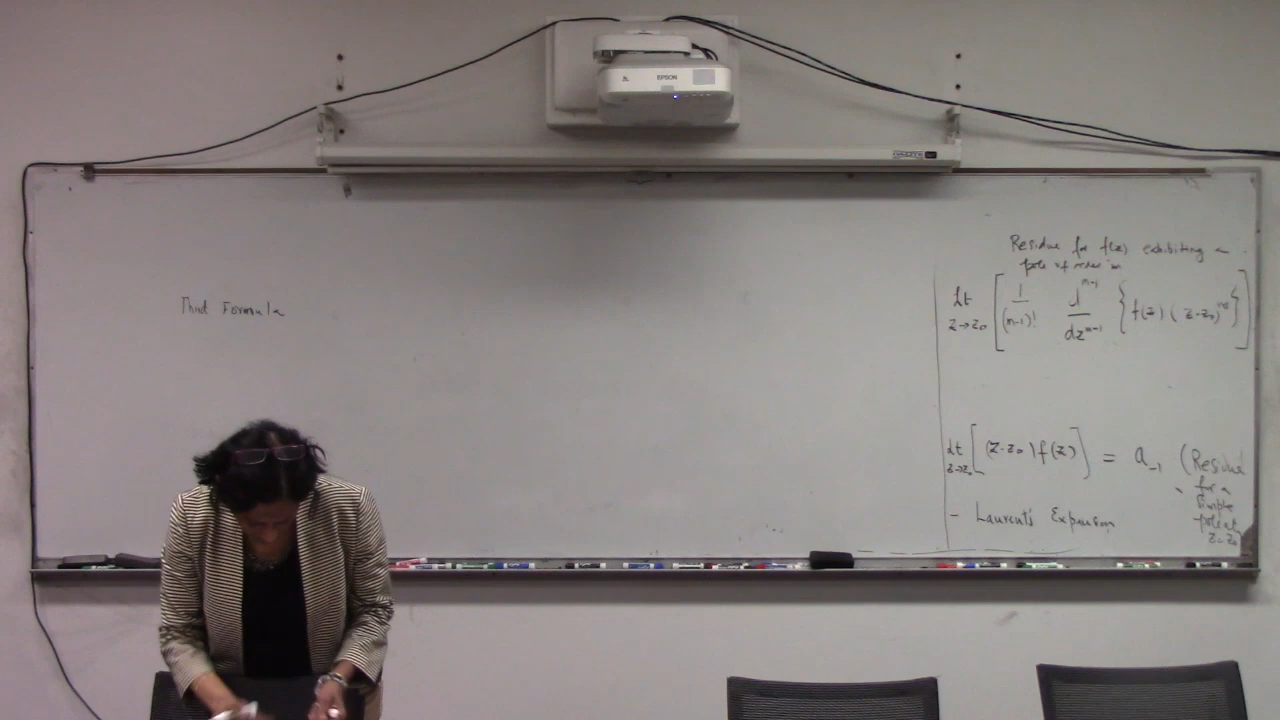 EPSON
Residue for f(z) exhibiting a
pole of order m
Third Formula
Lt z→z₀ [ 1/(m-1)! d^{m-1}/dz^{m-1} { f(z) (z-z₀)^m } ]
Lt z→z₀ [ (z-z₀) f(z) ] = a₋₁ (Residue
for a
simple
pole at
z=z₀
- Laurent's Expansion